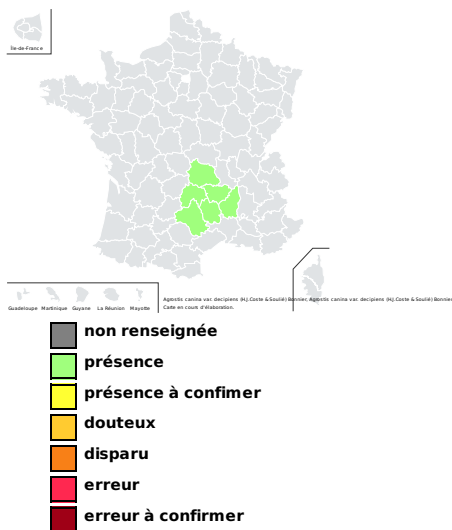 Île-de-France
Guadeloupe Martinique Guyane La Réunion Mayotte
Agrostis canina var. decipiens (H.J.Coste & Soulié) Bonnier, Agrostis canina var. decipiens (H.J.Coste & Soulié) Bonnier
Carte en cours d'élaboration.
non renseignée
présence
présence à confimer
douteux
disparu
erreur
erreur à confirmer